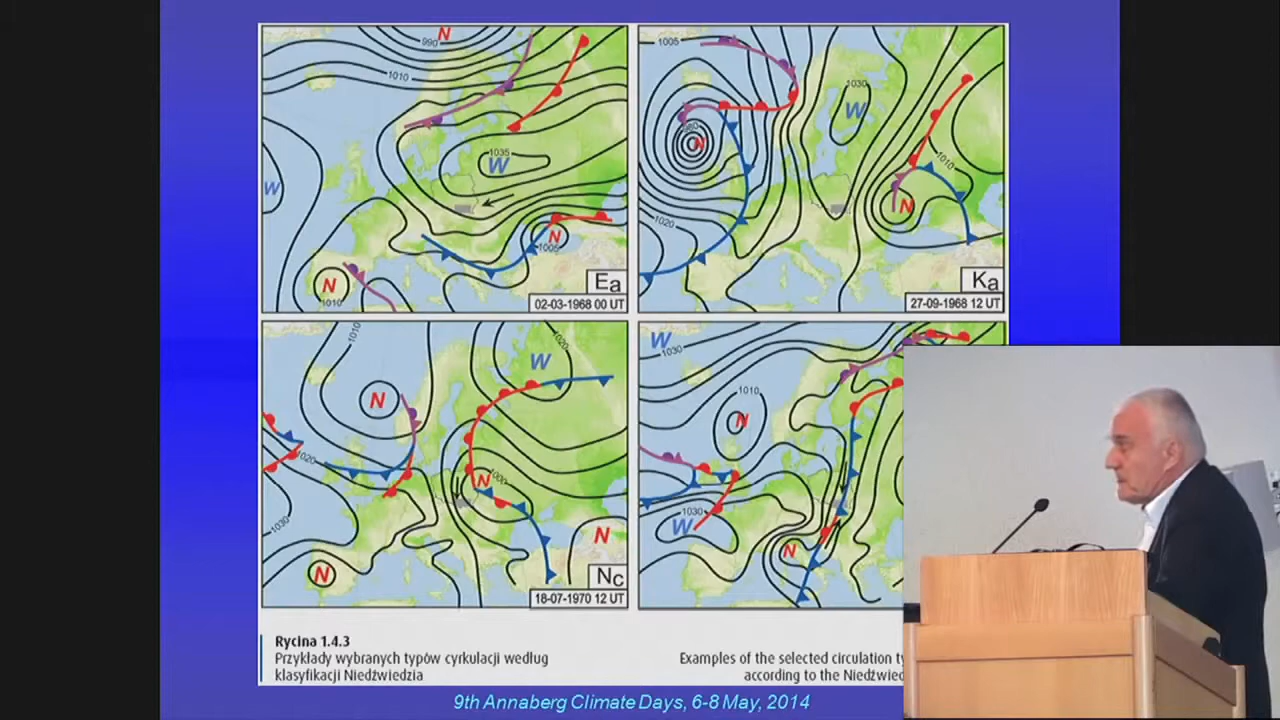 N
990
1010
1035
W
W
N
1005
N
1010
Ea
02-03-1968 00 UT
1005
1030
W
980
N
1010
N
1020
Ka
27-09-1968 12 UT
1010
1020
W
N
1020
1000
N
1030
N
N
Nc
18-07-1970 12 UT
W
1030
1010
N
1030
W
N
Rycina 1.4.3
Przykłady wybranych typów cyrkulacji według
klasyfikacji Niedźwiedzia
Examples of the selected circulation ty
according to the Niedźwied
9th Annaberg Climate Days, 6-8 May, 2014